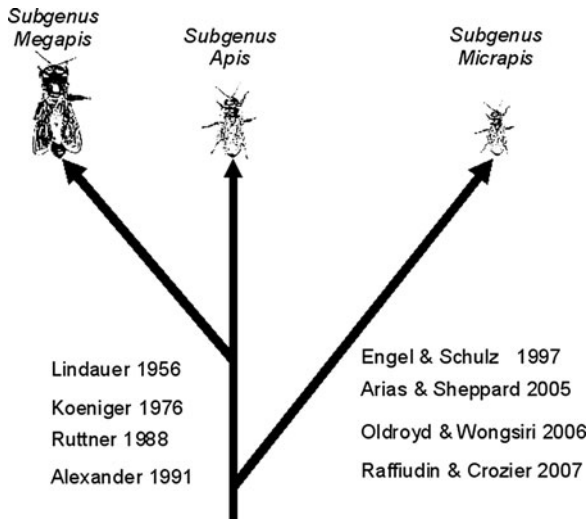 Subgenus
Megapis
Subgenus
Apis
Subgenus
Micrapis
Lindauer 1956
Koeniger 1976
Ruttner 1988
Alexander 1991
Engel & Schulz 1997
Arias & Sheppard 2005
Oldroyd & Wongsiri 2006
Raffiudin & Crozier 2007